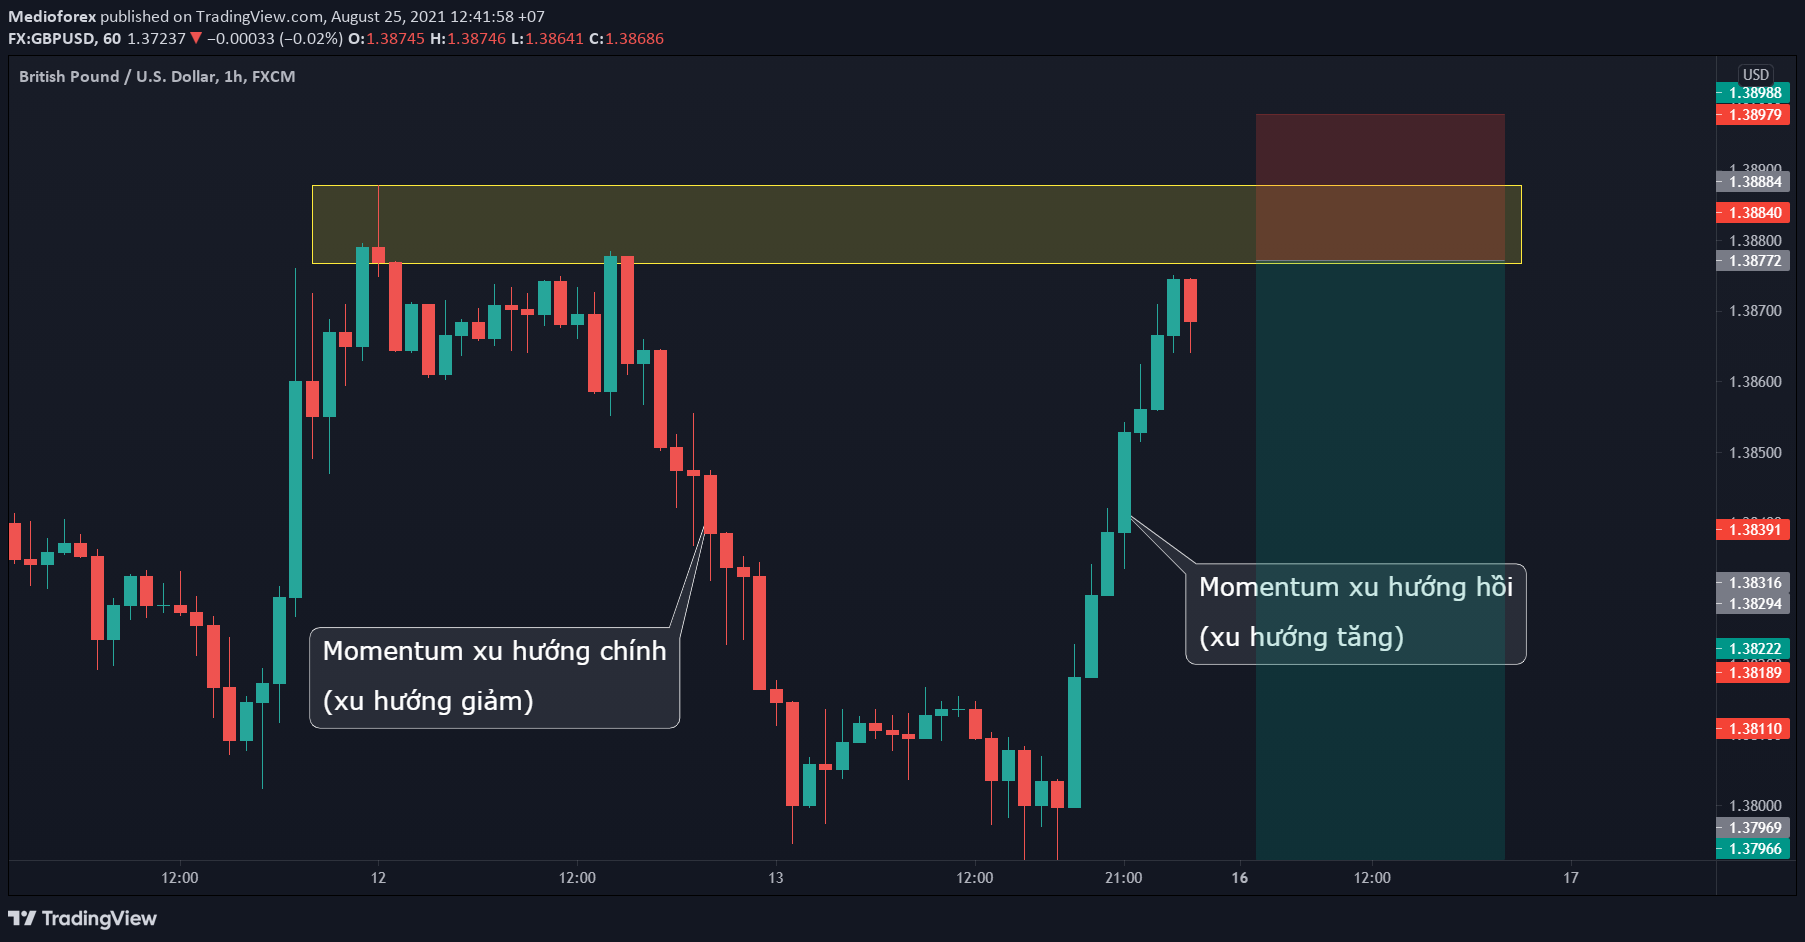 Medioforex published on TradingView.com, August 25, 2021 12:41:58 +07
FX:GBPUSD, 60 1.37237 ▼ −0.00033 (−0.02%) O:1.38745 H:1.38746 L:1.38641 C:1.38686
British Pound / U.S. Dollar, 1h, FXCM
USD
1.38988
1.38979
1.38900
1.38884
1.38840
1.38800
1.38772
1.38700
1.38600
1.38500
1.38391
1.38316
1.38294
1.38222
1.38189
1.38110
1.38000
1.37969
1.37966
Momentum xu hướng hồi
(xu hướng tăng)
Momentum xu hướng chính
(xu hướng giảm)
12:00 12 12:00 13 12:00 21:00 16 12:00 17
TradingView